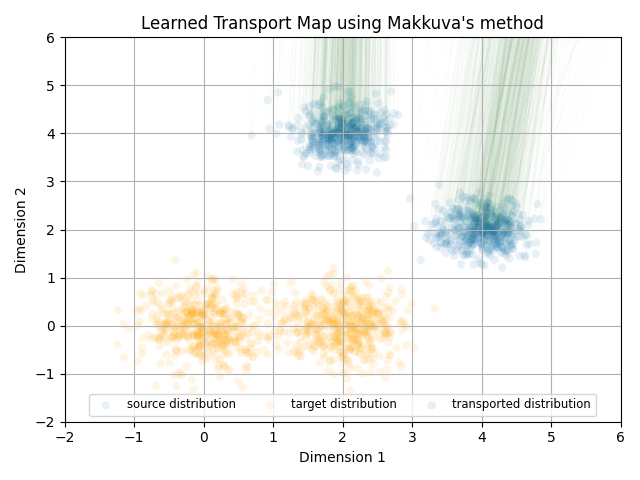 Learned Transport Map using Makkuva's method
6
5
4
3
2
1
0
−1
−2
Dimension 2
source distribution target distribution transported distribution
−2 −1 0 1 2 3 4 5 6
Dimension 1